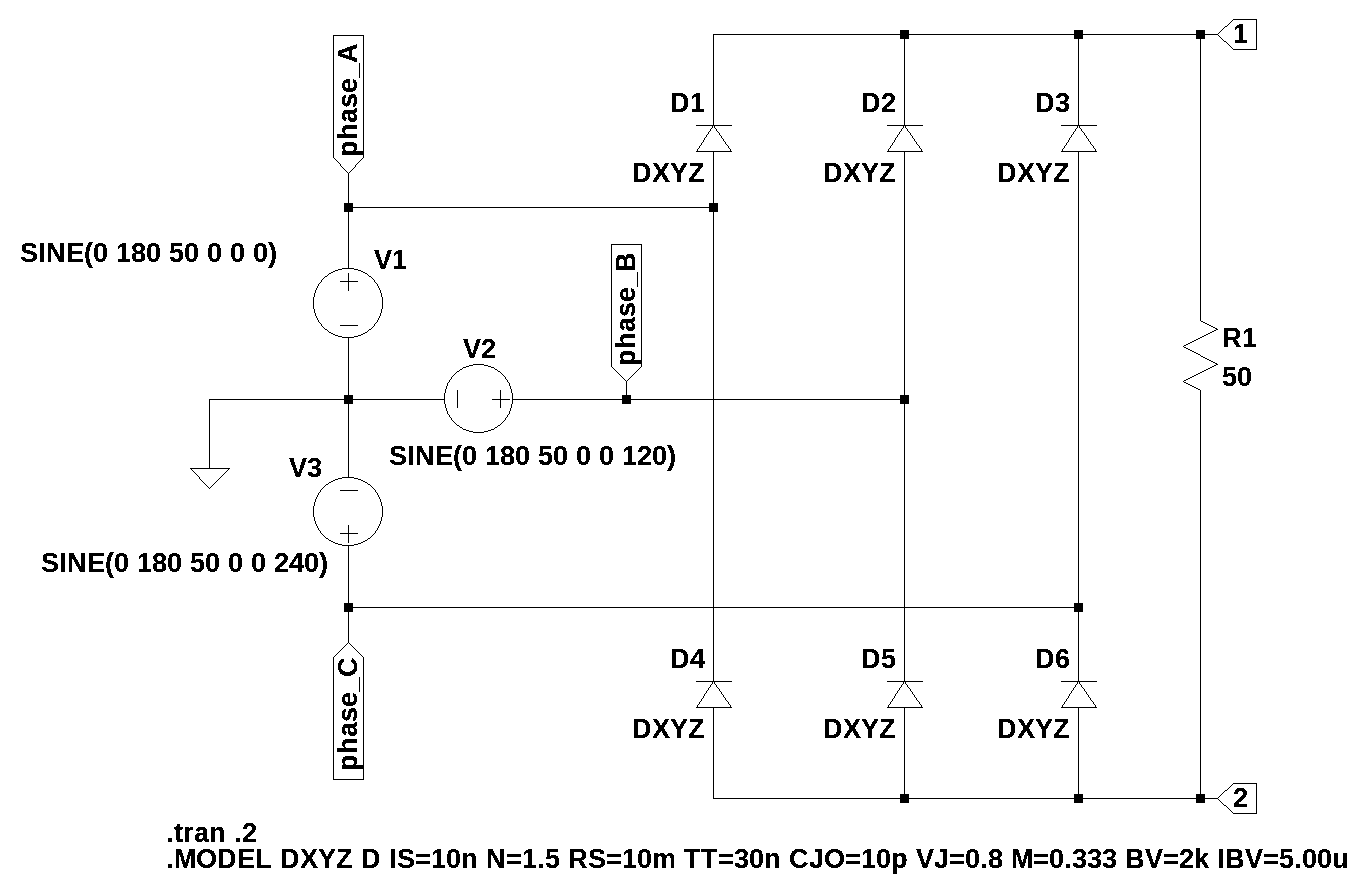 1
phase_A
D1
D2
D3
DXYZ
DXYZ
DXYZ
SINE(0 180 50 0 0 0)
V1
phase_B
V2
R1
50
SINE(0 180 50 0 0 120)
V3
SINE(0 180 50 0 0 240)
phase_C
D4
D5
D6
DXYZ
DXYZ
DXYZ
2
.tran .2
.MODEL DXYZ D IS=10n N=1.5 RS=10m TT=30n CJO=10p VJ=0.8 M=0.333 BV=2k IBV=5.00u